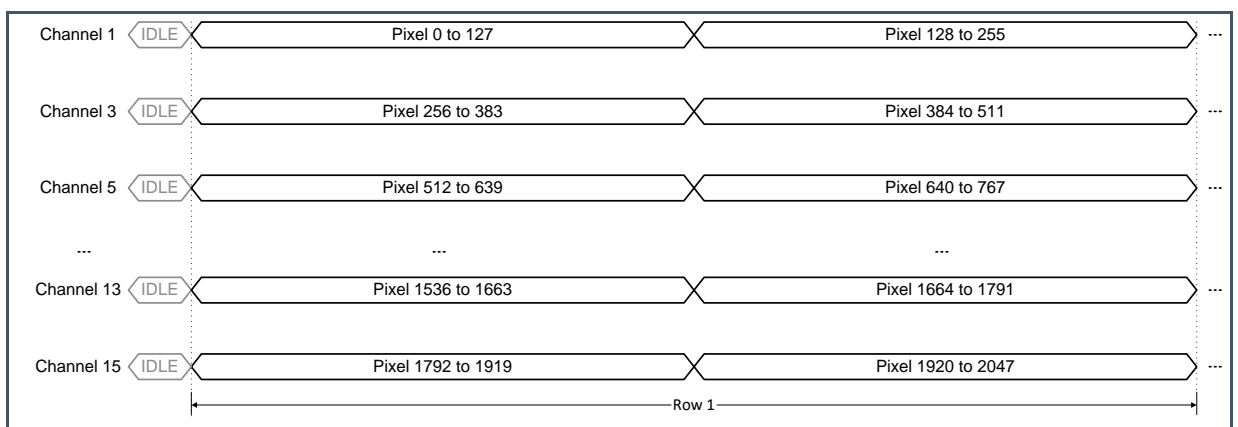 Channel 1 IDLE Pixel 0 to 127 Pixel 128 to 255 ---
Channel 3 IDLE Pixel 256 to 383 Pixel 384 to 511 ---
Channel 5 IDLE Pixel 512 to 639 Pixel 640 to 767 ---
--- --- ---
Channel 13 IDLE Pixel 1536 to 1663 Pixel 1664 to 1791 ---
Channel 15 IDLE Pixel 1792 to 1919 Pixel 1920 to 2047 ---
Row 1